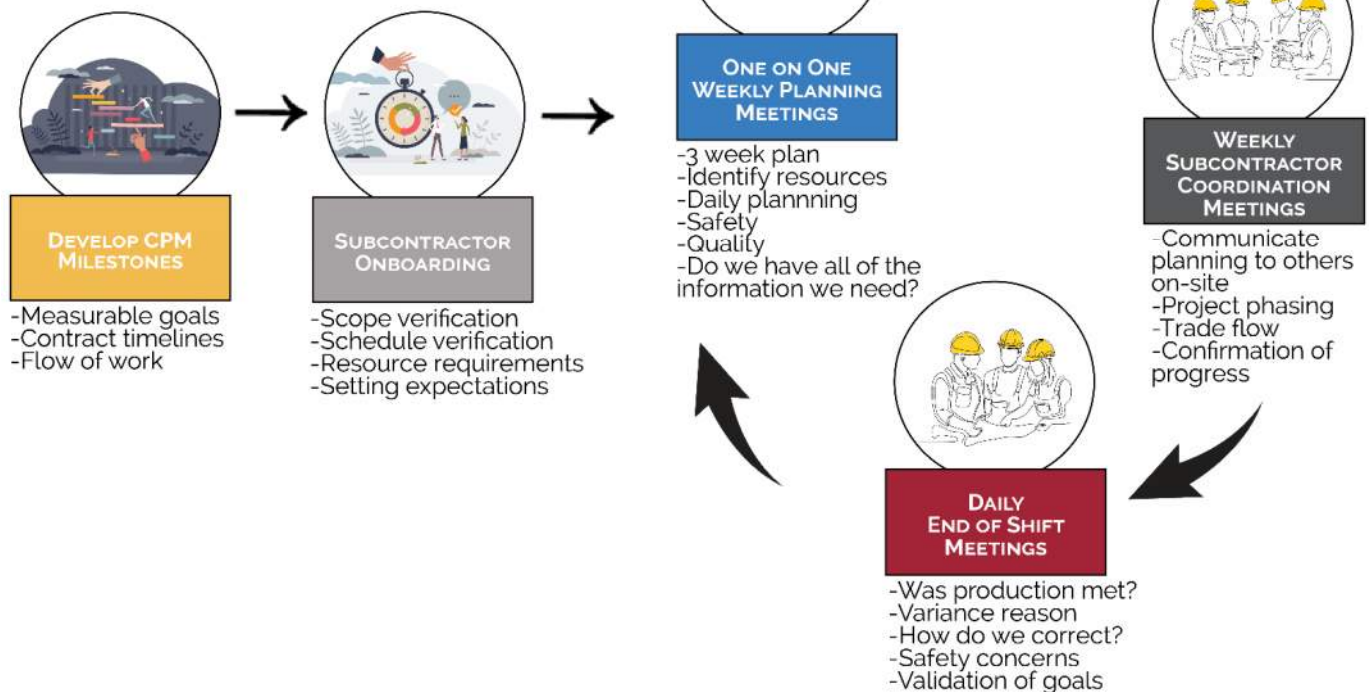 DEVELOP CPM
MILESTONES
-Measurable goals
-Contract timelines
-Flow of work
SUBCONTRACTOR
ONBOARDING
-Scope verification
-Schedule verification
-Resource requirements
-Setting expectations
ONE ON ONE
WEEKLY PLANNING
MEETINGS
-3 week plan
-Identify resources
-Daily plannning
-Safety
-Quality
-Do we have all of the
information we need?
WEEKLY
SUBCONTRACTOR
COORDINATION
MEETINGS
-Communicate
planning to others
on-site
-Project phasing
-Trade flow
-Confirmation of
progress
DAILY
END OF SHIFT
MEETINGS
-Was production met?
-Variance reason
-How do we correct?
-Safety concerns
-Validation of goals